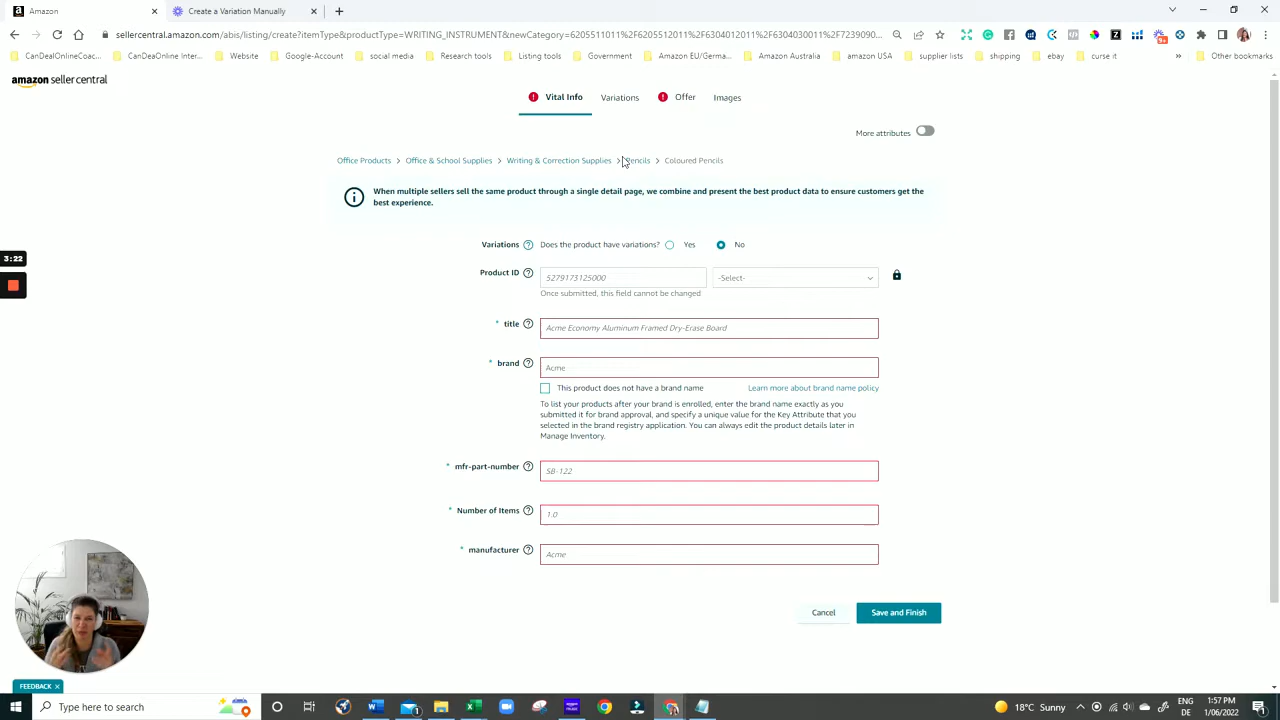 Amazon
Create a Variation Manually
sellercentral.amazon.com/abis/listing/create?itemType&productType=WRITING_INSTRUMENT&newCategory=6205511011%2F6205512011%2F6304012011%2F6304030011%2F7239090...
CanDealOnlineCoac...
CanDeaOnline Inter...
Website
Google-Account
social media
Research tools
Listing tools
Government
Amazon EU/Germa...
Amazon Australia
amazon USA
supplier lists
shipping
ebay
curse it
»
Other bookmarks
amazon seller central
Vital Info
Variations
Offer
Images
More attributes
Office Products > Office & School Supplies > Writing & Correction Supplies > Pencils > Coloured Pencils
When multiple sellers sell the same product through a single detail page, we combine and present the best product data to ensure customers get the
best experience.
Variations
Does the product have variations?
Yes
No
3:22
Product ID
5279173125000
-Select-
Once submitted, this field cannot be changed
* title
Acme Economy Aluminum Framed Dry-Erase Board
* brand
Acme
This product does not have a brand name
Learn more about brand name policy
To list your products after your brand is enrolled, enter the brand name exactly as you
submitted it for brand approval, and specify a unique value for the Key Attribute that you
selected in the brand registry application. You can always edit the product details later in
Manage Inventory.
* mfr-part-number
SB-122
* Number of Items
1.0
* manufacturer
Acme
Cancel
Save and Finish
FEEDBACK
Type here to search
18°C Sunny
ENG
DE
1:57 PM
1/06/2022